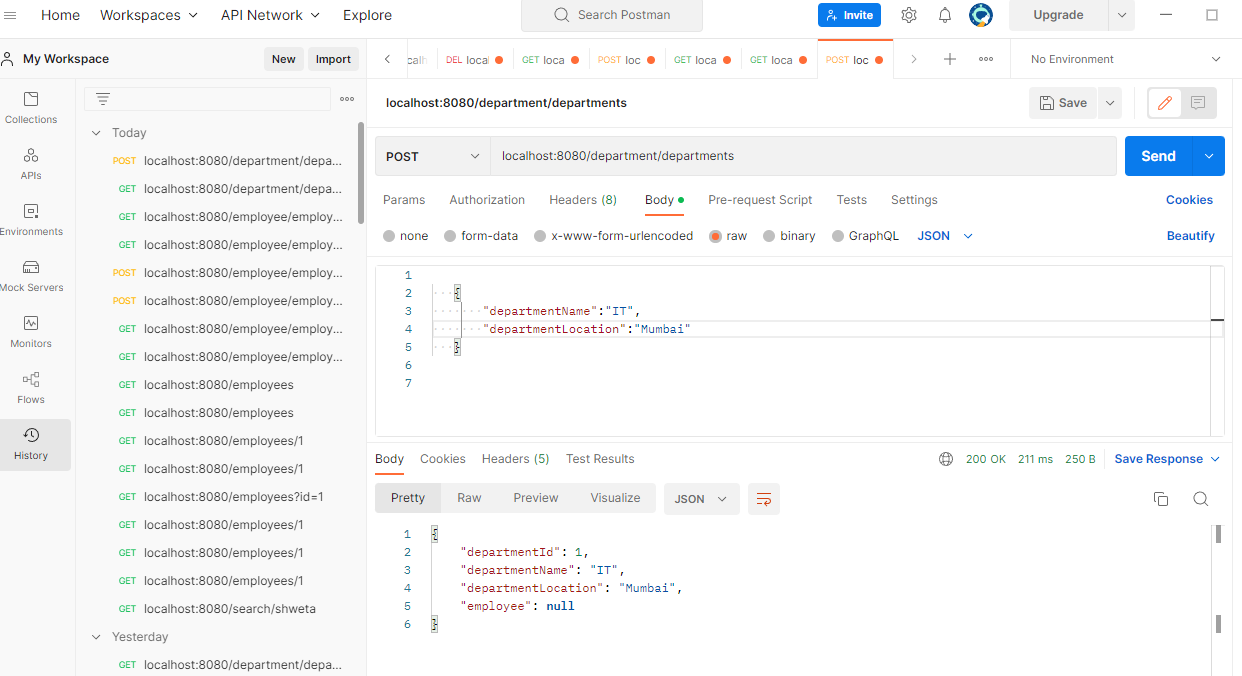 Home Workspaces API Network Explore Search Postman Invite Upgrade
My Workspace New Import DEL local GET loca POST loc GET loca GET loca POST loc No Environment
localhost:8080/department/departments Save
POST localhost:8080/department/departments Send
Params Authorization Headers (8) Body Pre-request Script Tests Settings Cookies
none form-data x-www-form-urlencoded raw binary GraphQL JSON Beautify
1
2 {
3 "departmentName":"IT",
4 "departmentLocation":"Mumbai"
5 }
6
7
Body Cookies Headers (5) Test Results 200 OK 211 ms 250 B Save Response
Pretty Raw Preview Visualize JSON
1 {
2 "departmentId": 1,
3 "departmentName": "IT",
4 "departmentLocation": "Mumbai",
5 "employee": null
6 }
Collections
APIs
Environments
Mock Servers
Monitors
Flows
History
Today
POST localhost:8080/department/depa...
GET localhost:8080/department/depa...
GET localhost:8080/employee/employ...
GET localhost:8080/employee/employ...
POST localhost:8080/employee/employ...
POST localhost:8080/employee/employ...
GET localhost:8080/employee/employ...
GET localhost:8080/employee/employ...
GET localhost:8080/employees
GET localhost:8080/employees
GET localhost:8080/employees/1
GET localhost:8080/employees/1
GET localhost:8080/employees?id=1
GET localhost:8080/employees/1
GET localhost:8080/employees/1
GET localhost:8080/employees/1
GET localhost:8080/search/shweta
Yesterday
GET localhost:8080/department/depa...